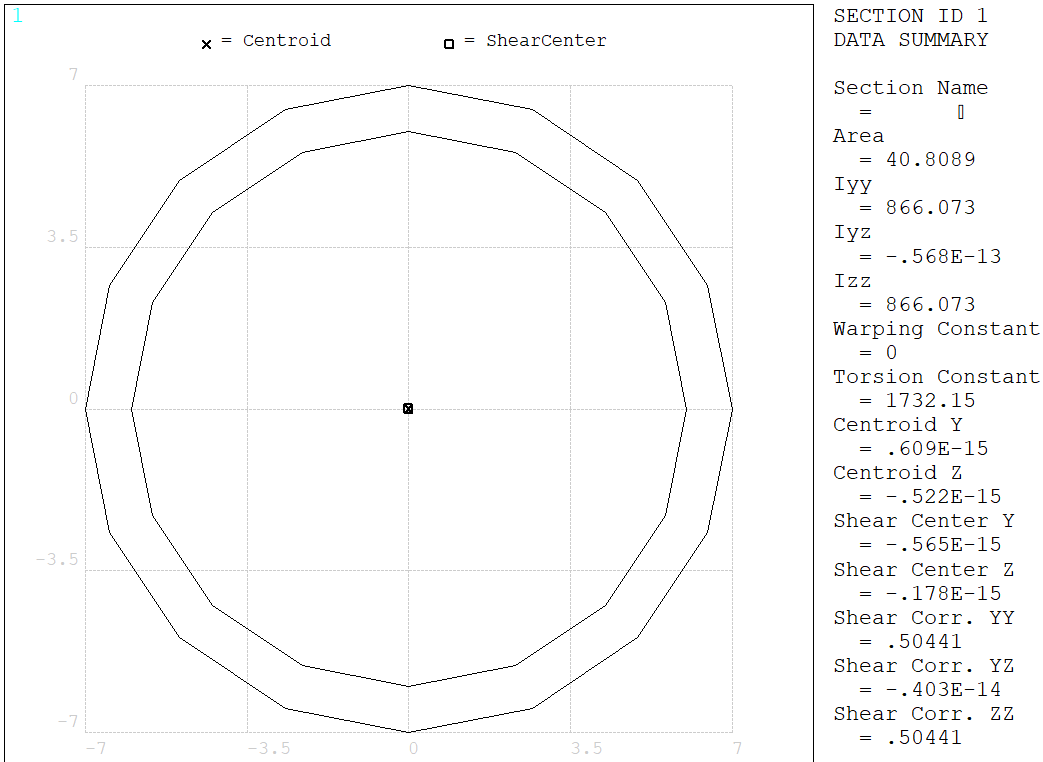 1
× = Centroid
□ = ShearCenter
7
3.5
0
-3.5
-7
-7
-3.5
0
3.5
7
SECTION ID 1
DATA SUMMARY
Section Name
= ▯
Area
= 40.8089
Iyy
= 866.073
Iyz
= -.568E-13
Izz
= 866.073
Warping Constant
= 0
Torsion Constant
= 1732.15
Centroid Y
= .609E-15
Centroid Z
= -.522E-15
Shear Center Y
= -.565E-15
Shear Center Z
= -.178E-15
Shear Corr. YY
= .50441
Shear Corr. YZ
= -.403E-14
Shear Corr. ZZ
= .50441